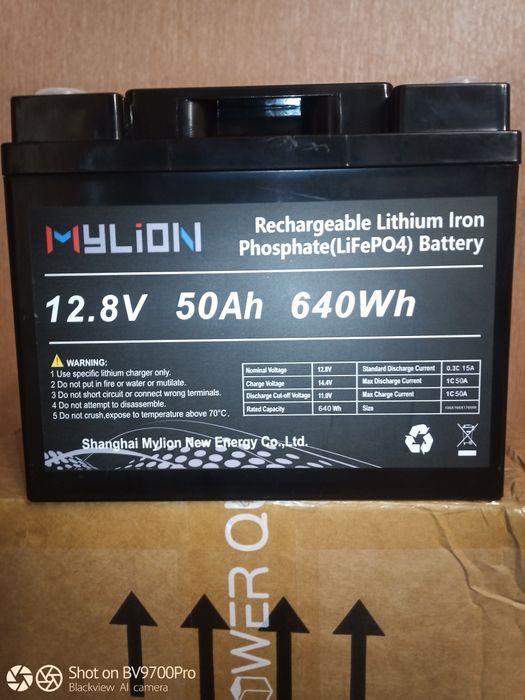 MYLION
Rechargeable Lithium Iron
Phosphate(LiFePO4) Battery
12.8V 50Ah 640Wh
WARNING:
1 Use specific lithium charger only.
2 Do not put in fire or water or mutilate.
3 Do not short circuit or connect wrong terminals.
4 Do not attempt to disassemble.
5 Do not crush,expose to temperature above 70°C.
Nominal Voltage 12.8V Standard Discharge Current 0.3C 15A
Charge Voltage 14.4V Max Discharge Current 1C50A
Discharge Cut-off Voltage 11.0V Max Charge Current 1C50A
Rated Capacity 640 Wh Size
Shanghai Mylion New Energy Co.,Ltd.
Shot on BV9700Pro
Blackview AI camera